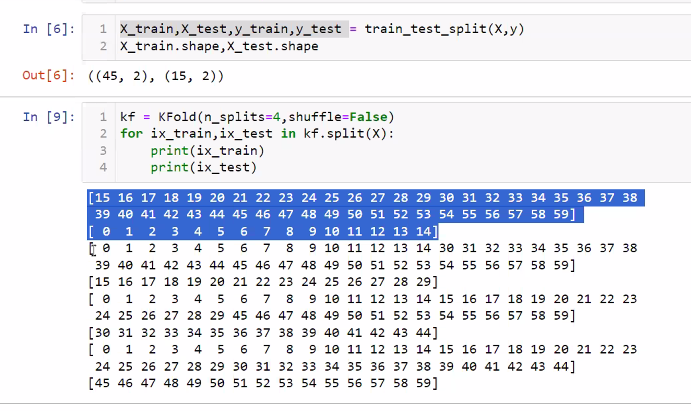 In [6]:
1 X_train,X_test,y_train,y_test = train_test_split(X,y)
2 X_train.shape,X_test.shape
Out[6]: ((45, 2), (15, 2))
In [9]:
1 kf = KFold(n_splits=4,shuffle=False)
2 for ix_train,ix_test in kf.split(X):
3     print(ix_train)
4     print(ix_test)
[15 16 17 18 19 20 21 22 23 24 25 26 27 28 29 30 31 32 33 34 35 36 37 38
 39 40 41 42 43 44 45 46 47 48 49 50 51 52 53 54 55 56 57 58 59]
[ 0  1  2  3  4  5  6  7  8  9 10 11 12 13 14]
[ 0  1  2  3  4  5  6  7  8  9 10 11 12 13 14 30 31 32 33 34 35 36 37 38
 39 40 41 42 43 44 45 46 47 48 49 50 51 52 53 54 55 56 57 58 59]
[15 16 17 18 19 20 21 22 23 24 25 26 27 28 29]
[ 0  1  2  3  4  5  6  7  8  9 10 11 12 13 14 15 16 17 18 19 20 21 22 23
 24 25 26 27 28 29 45 46 47 48 49 50 51 52 53 54 55 56 57 58 59]
[30 31 32 33 34 35 36 37 38 39 40 41 42 43 44]
[ 0  1  2  3  4  5  6  7  8  9 10 11 12 13 14 15 16 17 18 19 20 21 22 23
 24 25 26 27 28 29 30 31 32 33 34 35 36 37 38 39 40 41 42 43 44]
[45 46 47 48 49 50 51 52 53 54 55 56 57 58 59]